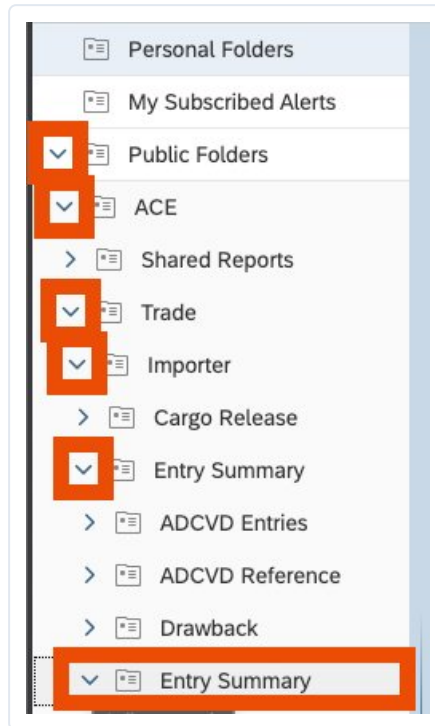 Personal Folders
My Subscribed Alerts
Public Folders
ACE
Shared Reports
Trade
Importer
Cargo Release
Entry Summary
ADCVD Entries
ADCVD Reference
Drawback
Entry Summary